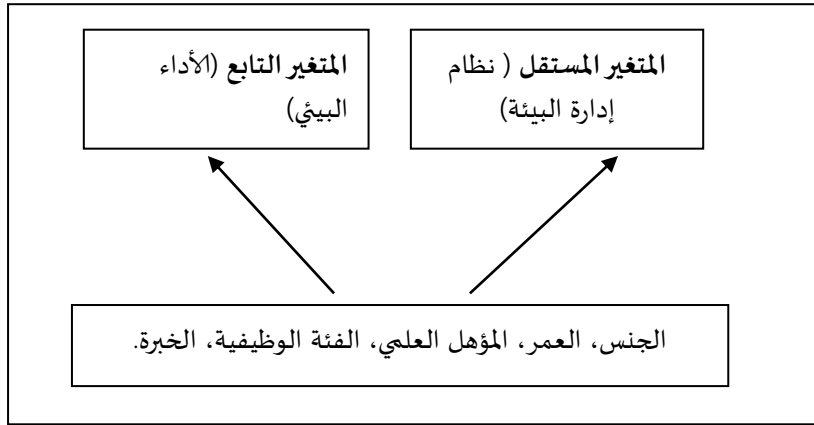 المتغير المستقل ( نظام
إدارة البيئة)
المتغير التابع (الأداء
البيئي)
الجنس، العمر، المؤهل العلمي، الفئة الوظيفية، الخبرة.